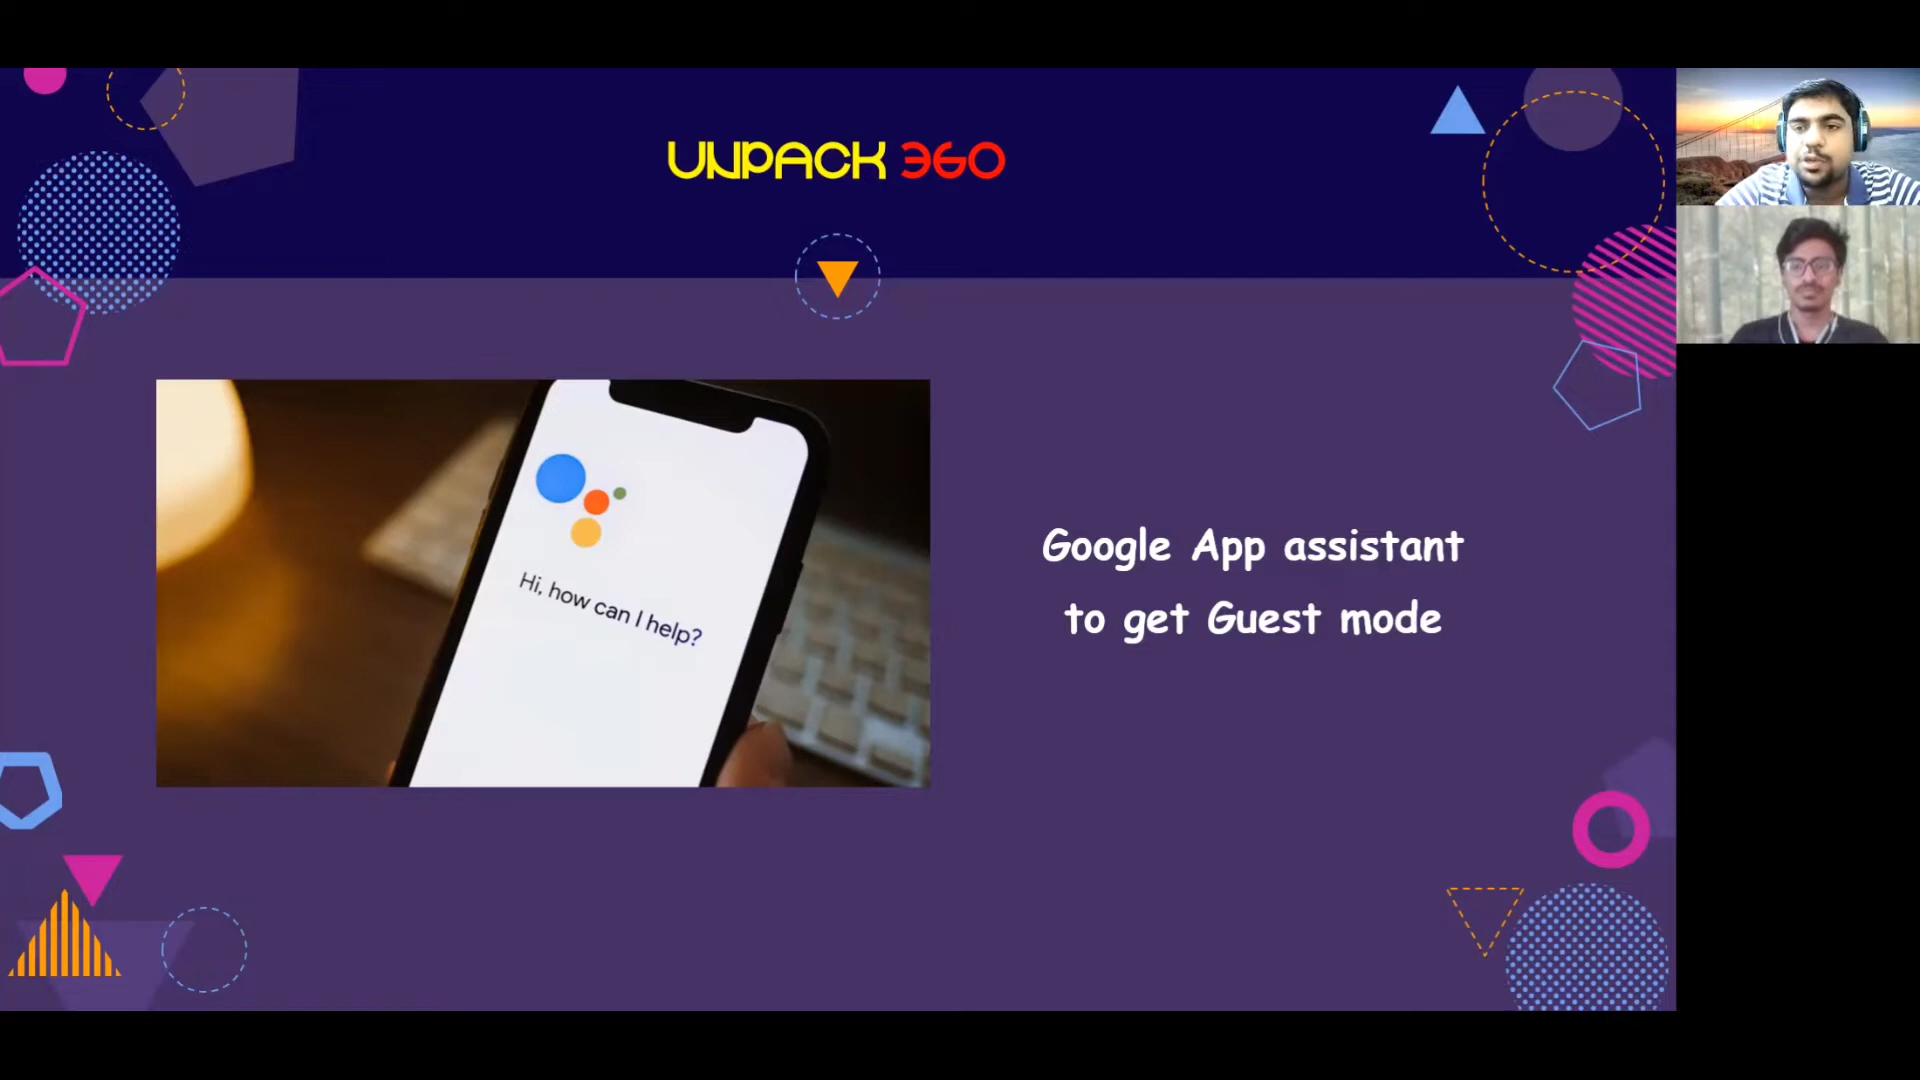 UNPACK 360
Hi, how can I help?
Google App assistant
to get Guest mode